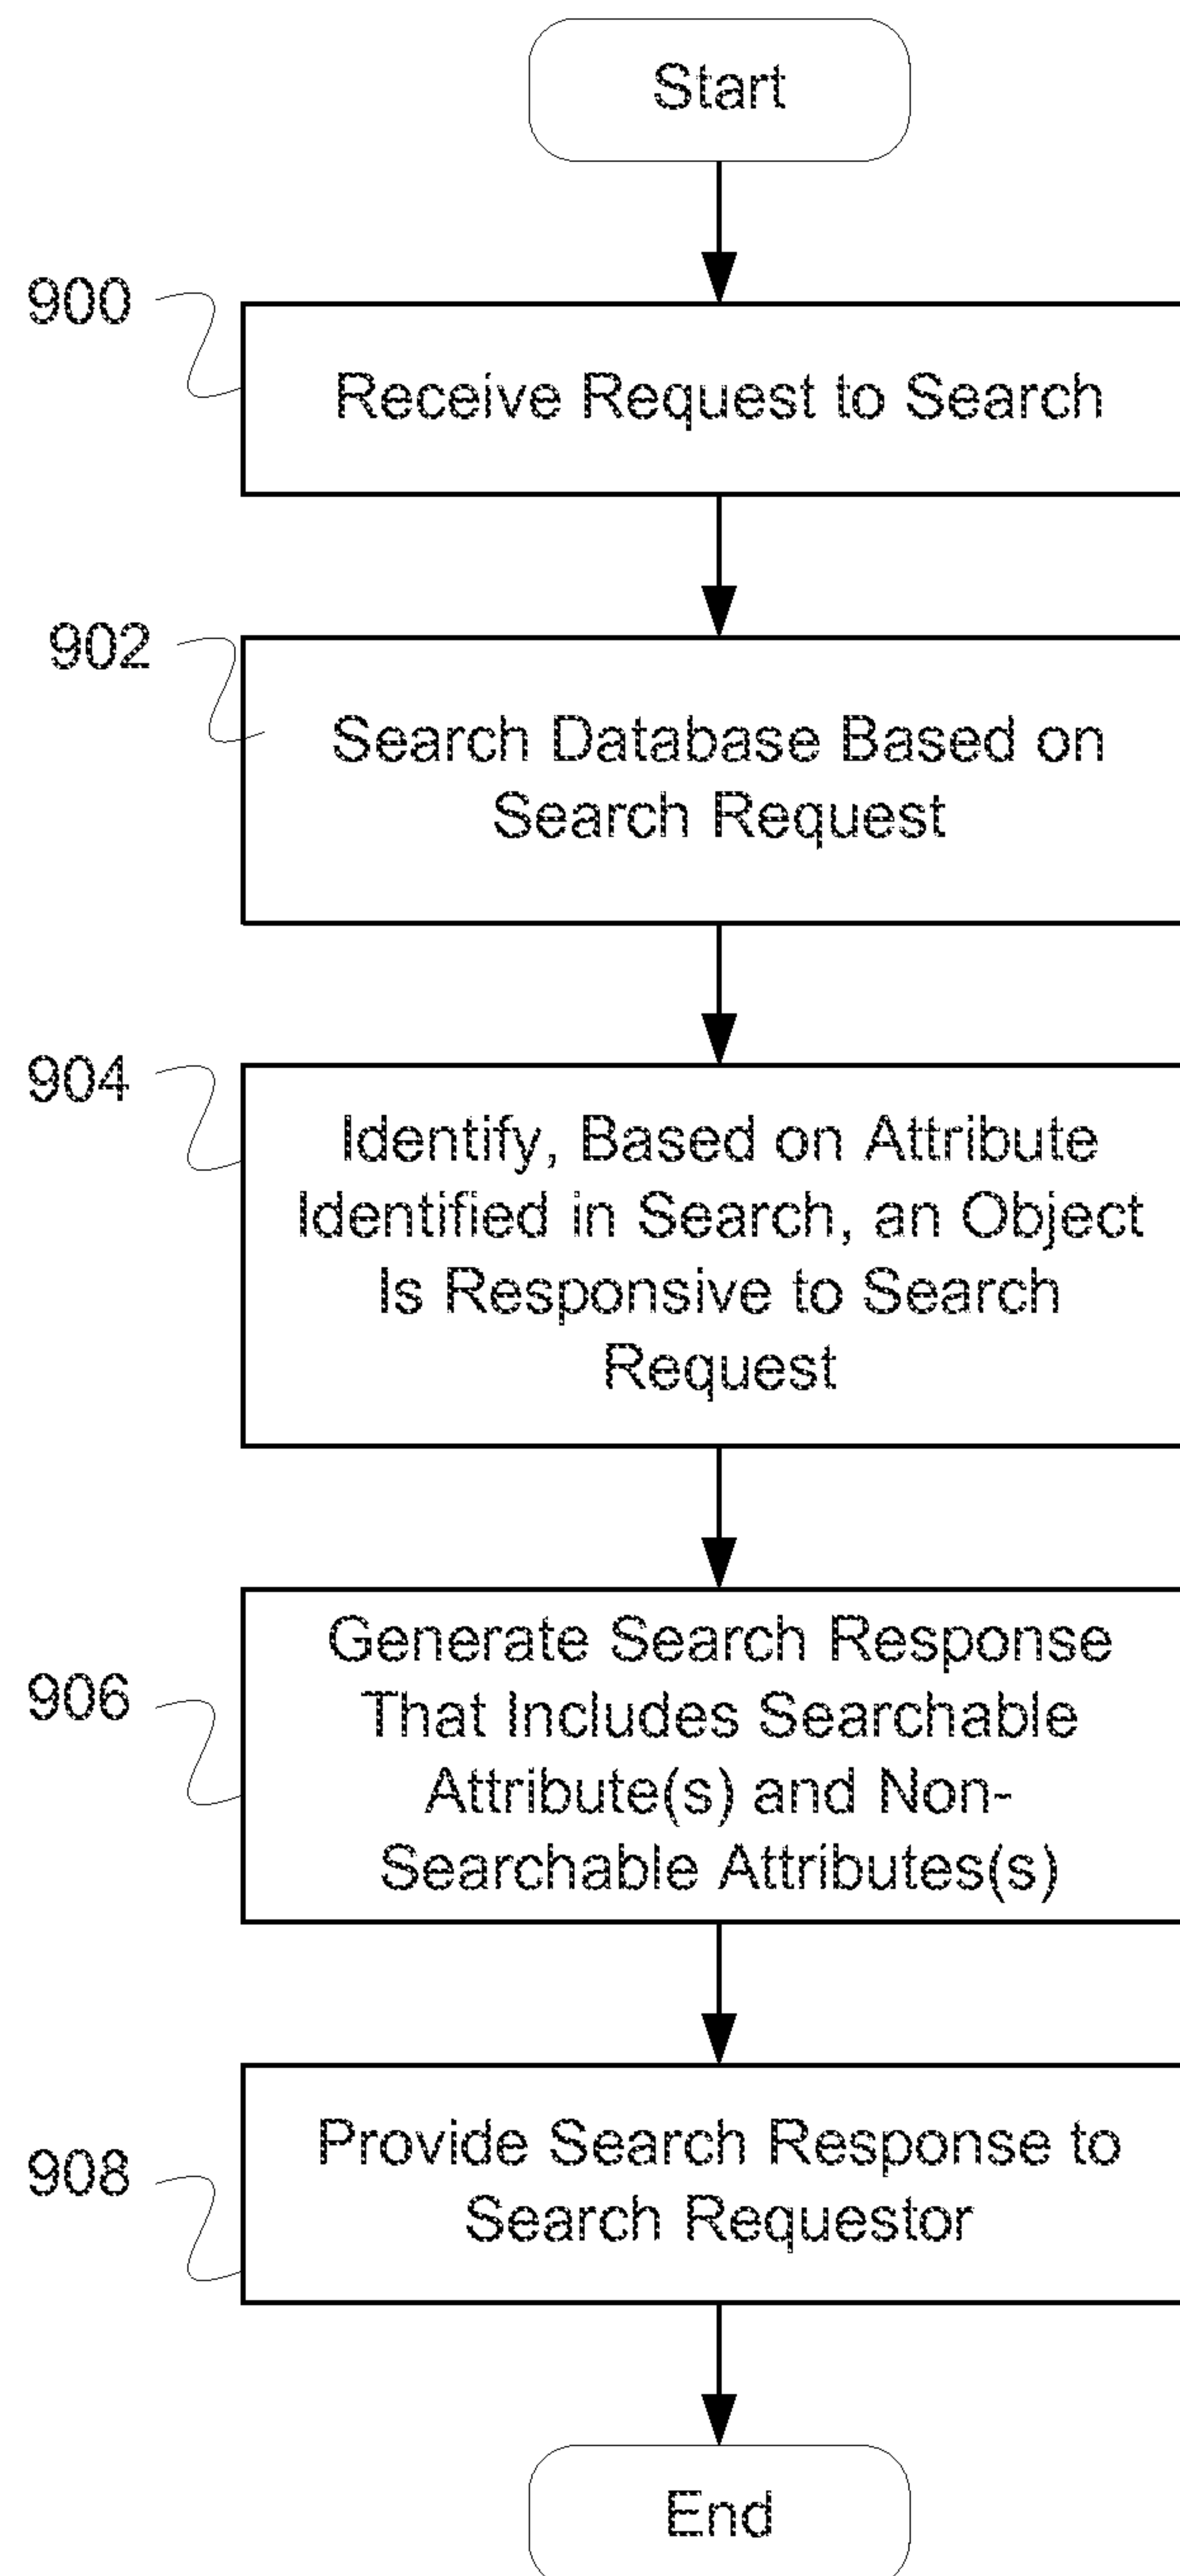 Start
900
Receive Request to Search
902
Search Database Based on
Search Request
904
Identify, Based on Attribute
Identified in Search, an Object
Is Responsive to Search
Request
906
Generate Search Response
That Includes Searchable
Attribute(s) and Non-
Searchable Attributes(s)
908
Provide Search Response to
Search Requestor
End